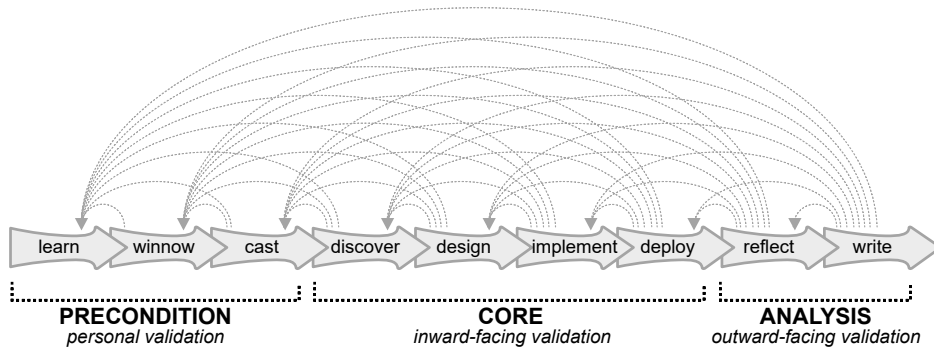 learn winnow cast discover design implement deploy reflect write
PRECONDITION CORE ANALYSIS
personal validation inward-facing validation outward-facing validation